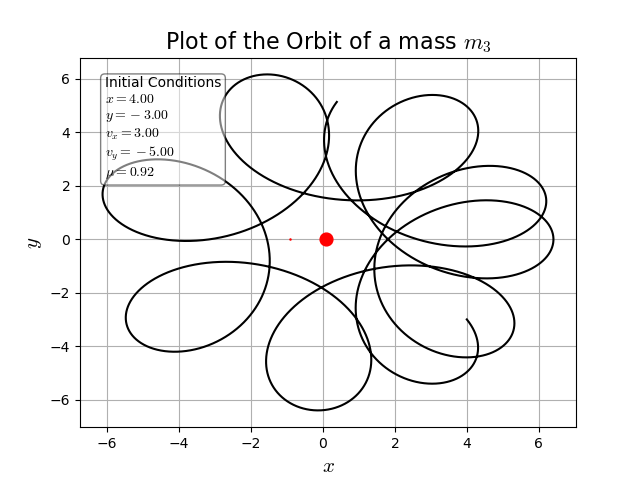 Plot of the Orbit of a mass m₃
Initial Conditions
x = 4.00
y = −3.00
vₓ = 3.00
v_y = −5.00
μ = 0.92
6
4
2
0
−2
−4
−6
y
−6 −4 −2 0 2 4 6
x